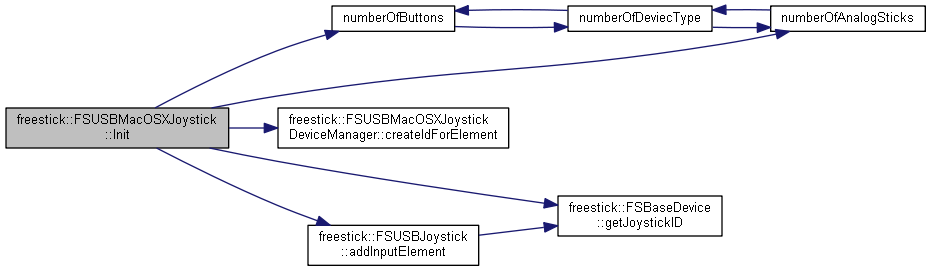 numberOfButtons
numberOfDeviecType
numberOfAnalogSticks
freestick::FSUSBMacOSXJoystick
::Init
freestick::FSUSBMacOSXJoystick
DeviceManager::createIdForElement
freestick::FSBaseDevice
::getJoystickID
freestick::FSUSBJoystick
::addInputElement